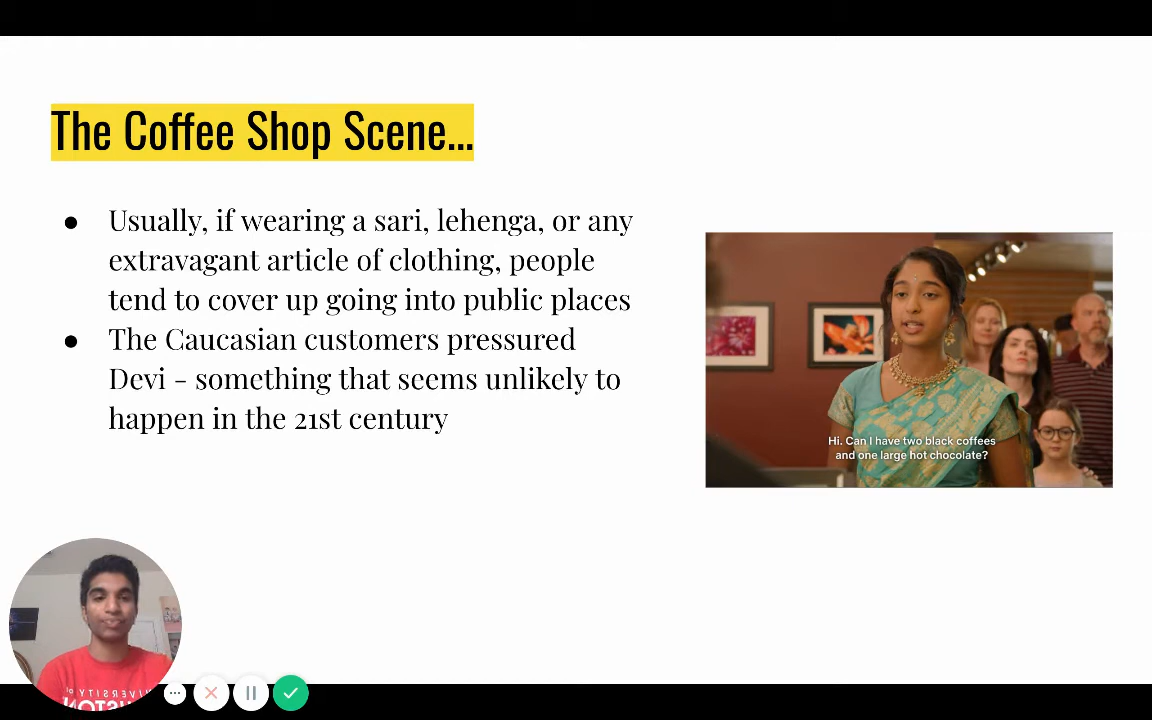 The Coffee Shop Scene...
● Usually, if wearing a sari, lehenga, or any
extravagant article of clothing, people
tend to cover up going into public places
● The Caucasian customers pressured
Devi - something that seems unlikely to
happen in the 21st century
Hi. Can I have two black coffees
and one large hot chocolate?
UNIVERSITY of